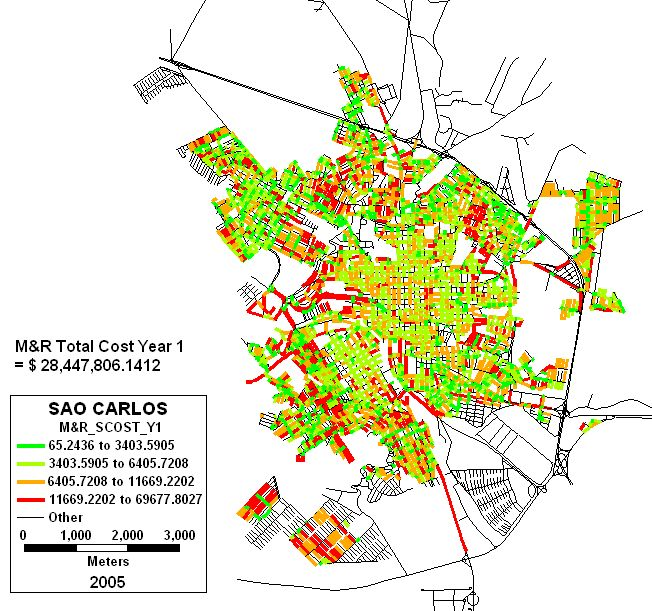 M&R Total Cost Year 1
= $ 28,447,806.1412
SAO CARLOS
M&R_SCOST_Y1
65.2436 to 3403.5905
3403.5905 to 6405.7208
6405.7208 to 11669.2202
11669.2202 to 69677.8027
Other
0 1,000 2,000 3,000
Meters
2005